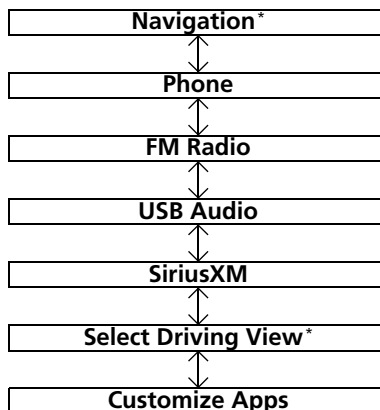 Navigation*
Phone
FM Radio
USB Audio
SiriusXM
Select Driving View*
Customize Apps